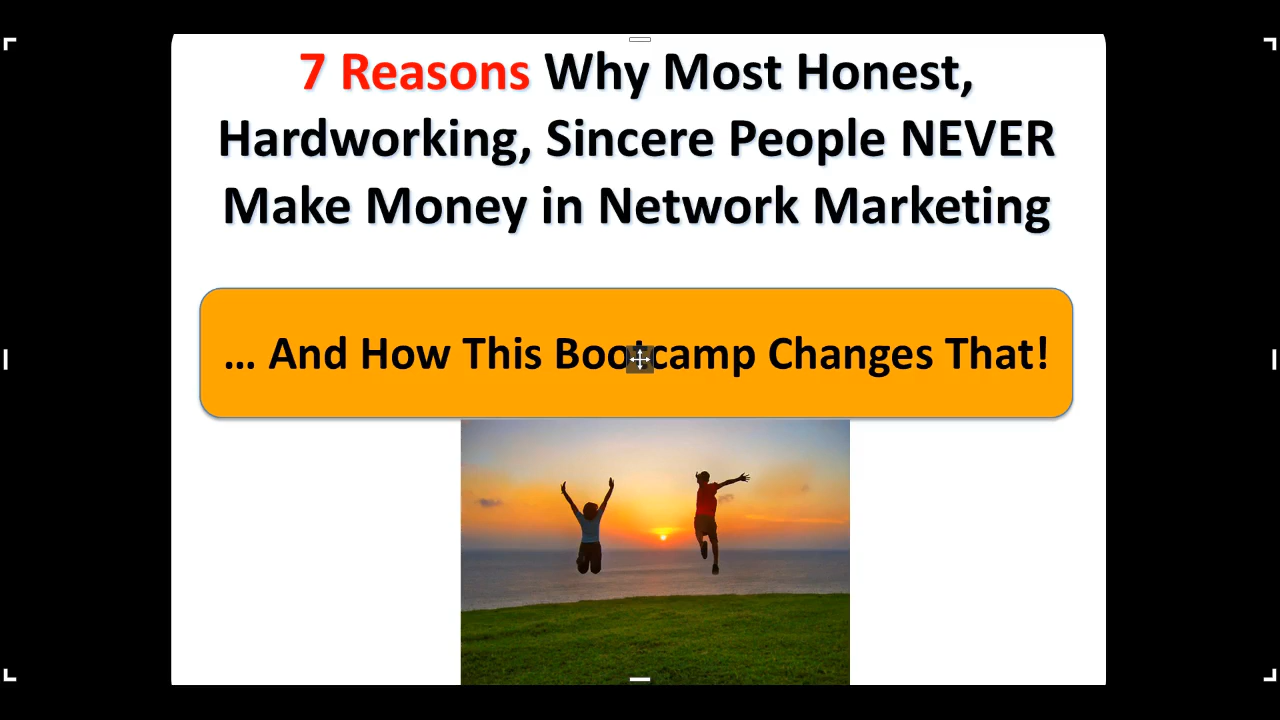 7 Reasons Why Most Honest,
Hardworking, Sincere People NEVER
Make Money in Network Marketing
... And How This Bootcamp Changes That!